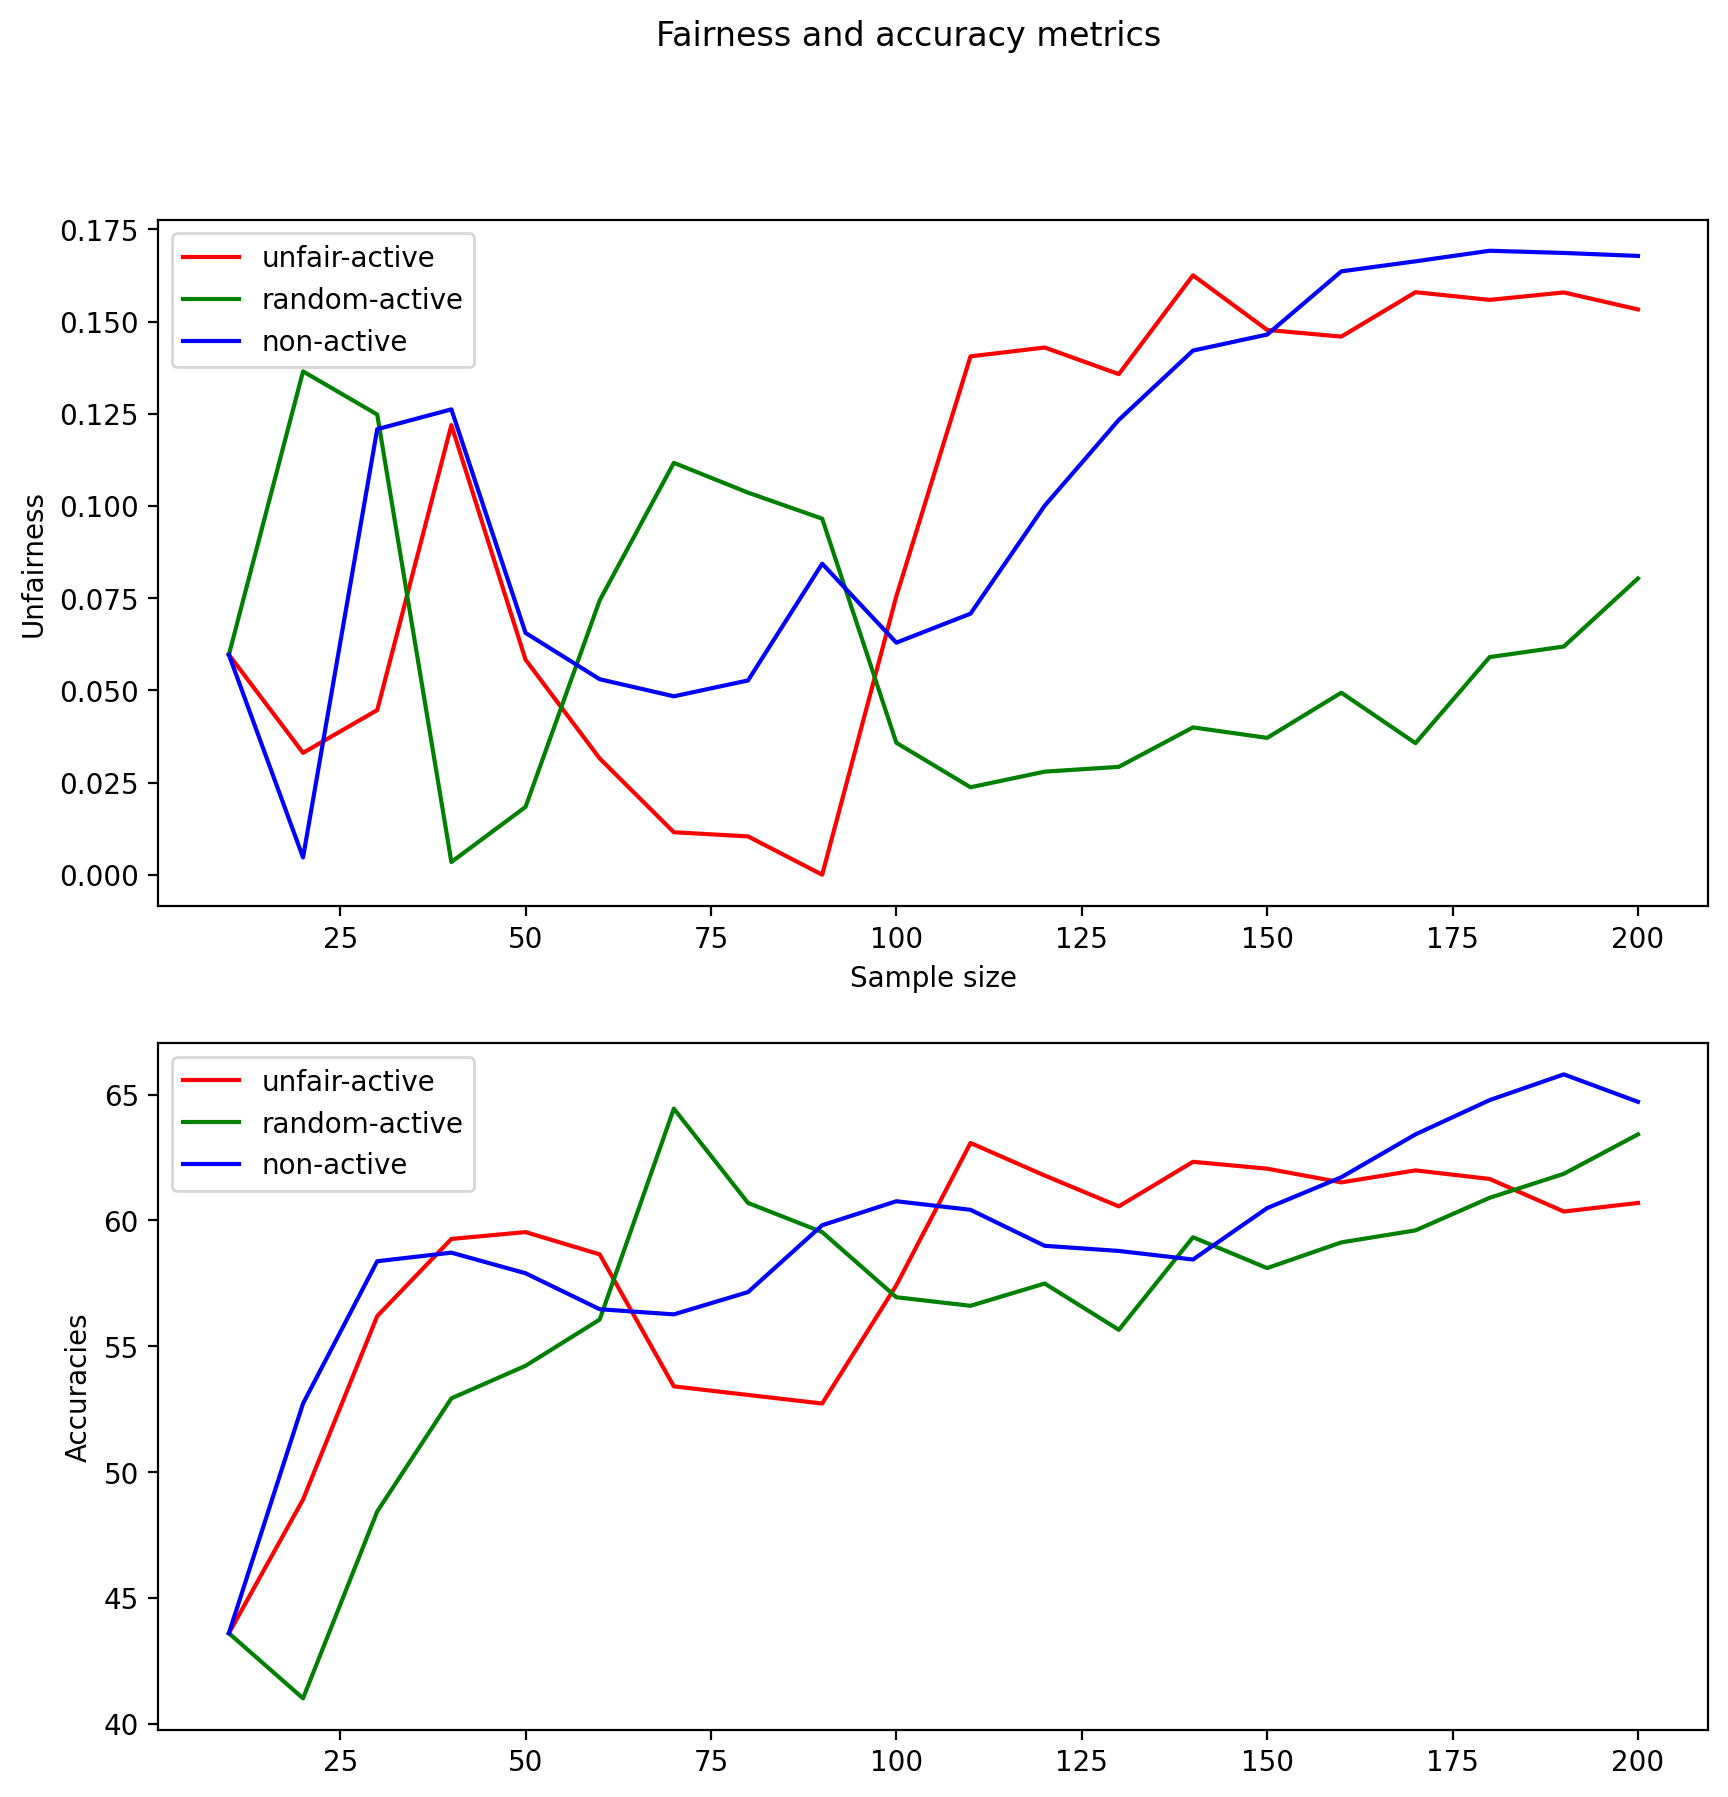 Fairness and accuracy metrics
0.175
0.150
0.125
0.100
0.075
0.050
0.025
0.000
Unfairness
unfair-active
random-active
non-active
25 50 75 100 125 150 175 200
Sample size
65
60
55
50
45
40
Accuracies
unfair-active
random-active
non-active
25 50 75 100 125 150 175 200